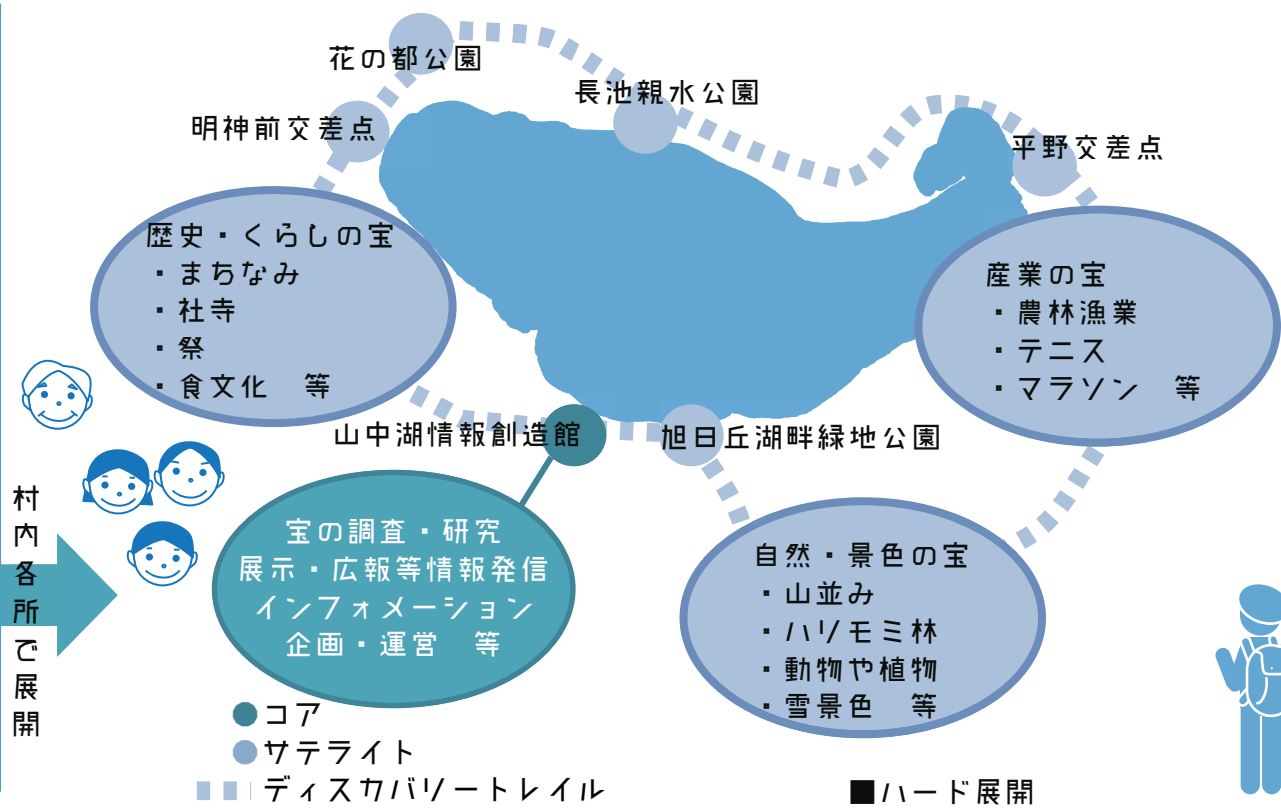 花の都公園
長池親水公園
明神前交差点
平野交差点
歴史・くらしの宝
・まちなみ
・社寺
・祭
・食文化　等
産業の宝
・農林漁業
・テニス
・マラソン　等
山中湖情報創造館
旭日丘湖畔緑地公園
村内各所で展開
宝の調査・研究
展示・広報等情報発信
インフォメーション
企画・運営　等
自然・景色の宝
・山並み
・ハリモミ林
・動物や植物
・雪景色　等
コア
サテライト
ディスカバリートレイル
■ハード展開